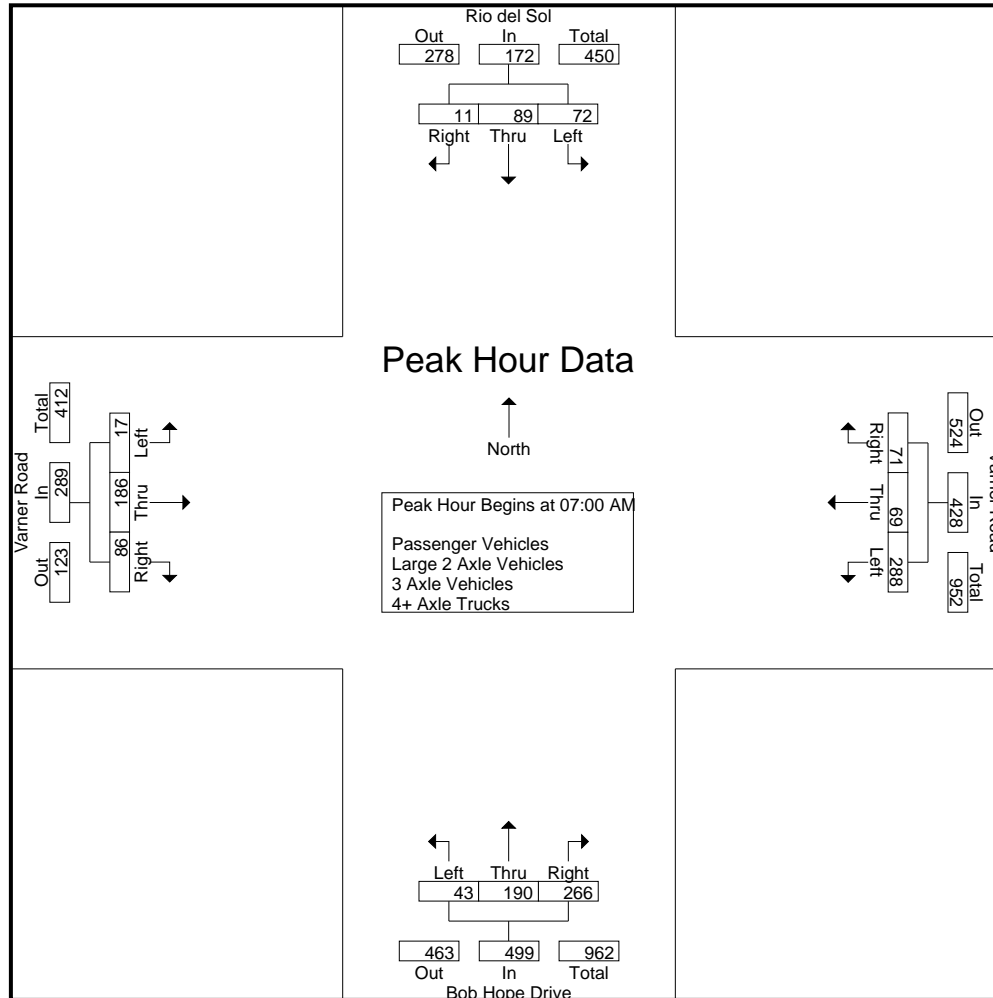 Rio del Sol
Out In Total
278 172 450
11 89 72
Right Thru Left
Peak Hour Data
North
Peak Hour Begins at 07:00 AM
Passenger Vehicles
Large 2 Axle Vehicles
3 Axle Vehicles
4+ Axle Trucks
Varner Road
Out In Total
123 289 412
86 186 17
Right Thru Left
Varner Road
Out In Total
524 428 952
71 69 288
Right Thru Left
Left Thru Right
43 190 266
463 499 962
Out In Total
Bob Hope Drive